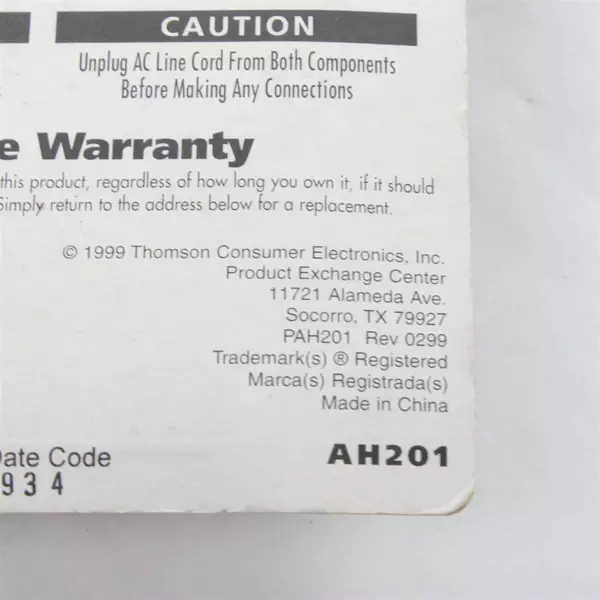 CAUTION
Unplug AC Line Cord From Both Components
Before Making Any Connections
e Warranty
this product, regardless of how long you own it, if it should
Simply return to the address below for a replacement.
© 1999 Thomson Consumer Electronics, Inc.
Product Exchange Center
11721 Alameda Ave.
Socorro, TX 79927
PAH201 Rev 0299
Trademark(s) ® Registered
Marca(s) Registrada(s)
Made in China
Date Code
934
AH201